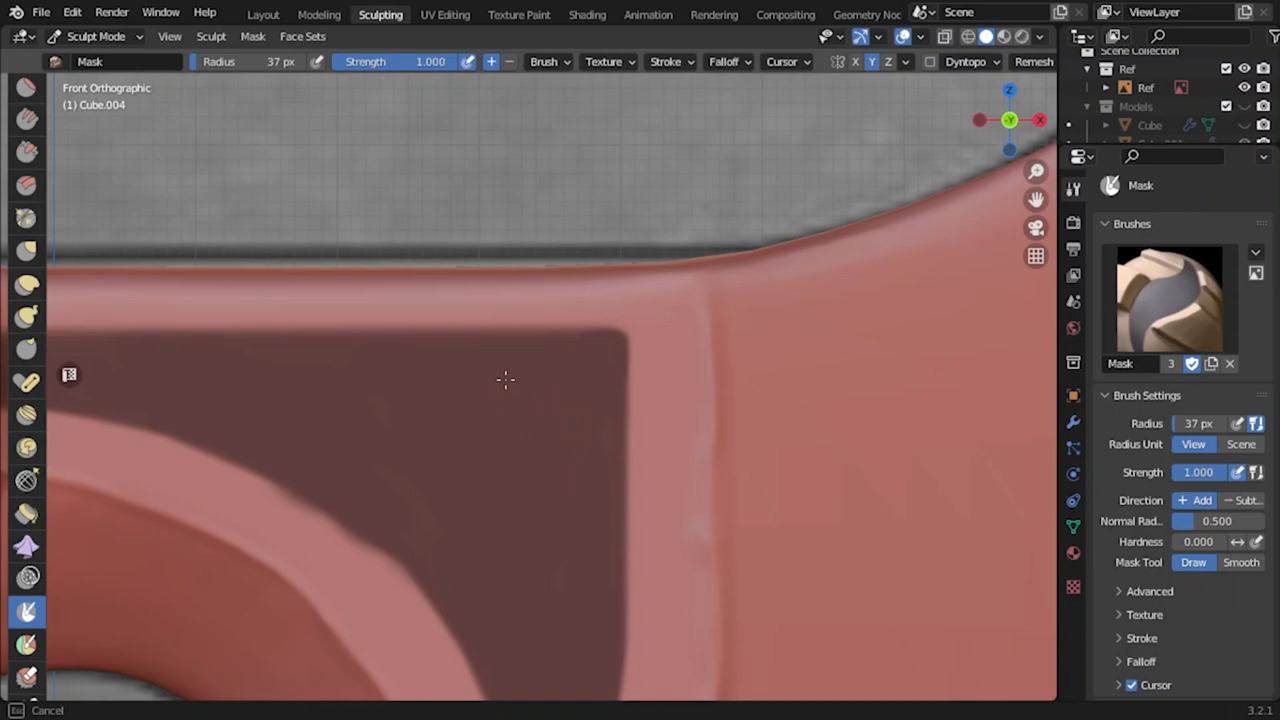 File Edit Render Window Help Layout Modeling Sculpting UV Editing Texture Paint Shading Animation Rendering Compositing Geometry Noc Scene ViewLayer
Sculpt Mode View Sculpt Mask Face Sets
Mask Radius 37 px Strength 1.000 Brush Texture Stroke Falloff Cursor X Y Z Dyntopo Remesh
Front Orthographic
(1) Cube.004
Z
-Y
X
Scene Collection
Ref
Ref
Models
Cube
Mask
Brushes
Mask 3
Brush Settings
Radius 37 px
Radius Unit View Scene
Strength 1.000
Direction + Add — Subt...
Normal Rad... 0.500
Hardness 0.000
Mask Tool Draw Smooth
Advanced
Texture
Stroke
Falloff
Cursor
Esc Cancel
3.2.1